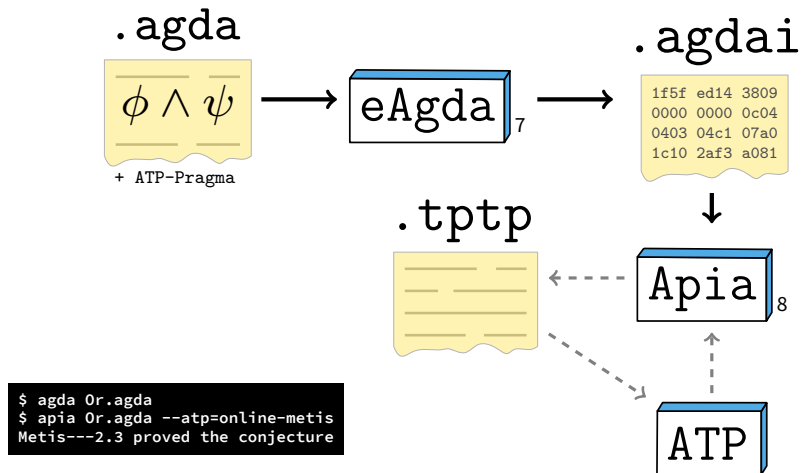 .agda
ϕ ∧ ψ
+ ATP-Pragma
eAgda 7
.agdai
1f5f ed14 3809
0000 0000 0c04
0403 04c1 07a0
1c10 2af3 a081
.tptp
Apia 8
ATP
$ agda Or.agda
$ apia Or.agda --atp=online-metis
Metis---2.3 proved the conjecture